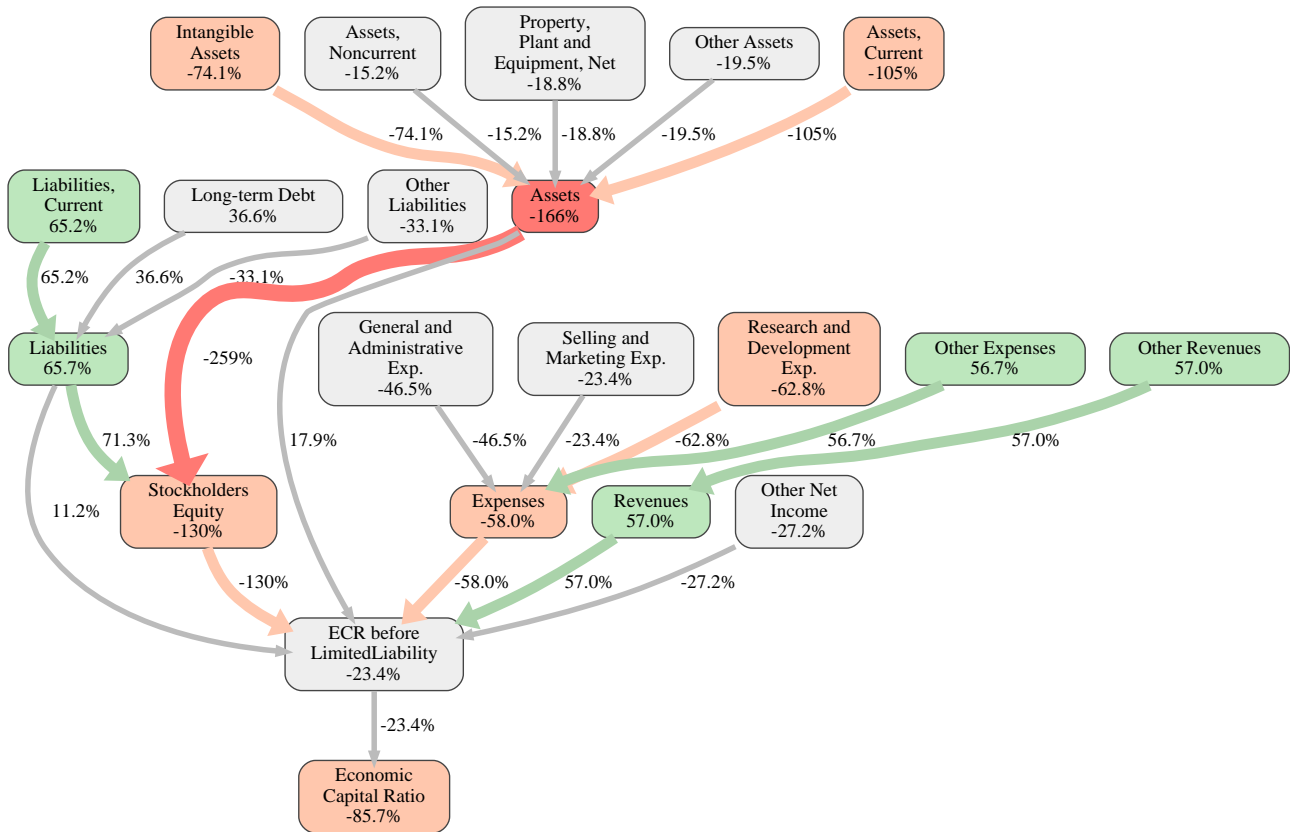 Intangible
Assets
-74.1%
Assets,
Noncurrent
-15.2%
Property,
Plant and
Equipment, Net
-18.8%
Other Assets
-19.5%
Assets,
Current
-105%
-74.1%
-15.2%
-18.8%
-19.5%
-105%
Liabilities,
Current
65.2%
Long-term Debt
36.6%
Other
Liabilities
-33.1%
Assets
-166%
65.2%
36.6%
-33.1%
Liabilities
65.7%
-259%
General and
Administrative
Exp.
-46.5%
Selling and
Marketing Exp.
-23.4%
Research and
Development
Exp.
-62.8%
Other Expenses
56.7%
Other Revenues
57.0%
71.3%
17.9%
-46.5%
-23.4%
-62.8%
56.7%
57.0%
11.2%
Stockholders
Equity
-130%
Expenses
-58.0%
Revenues
57.0%
Other Net
Income
-27.2%
-130%
-58.0%
57.0%
-27.2%
ECR before
LimitedLiability
-23.4%
-23.4%
Economic
Capital Ratio
-85.7%